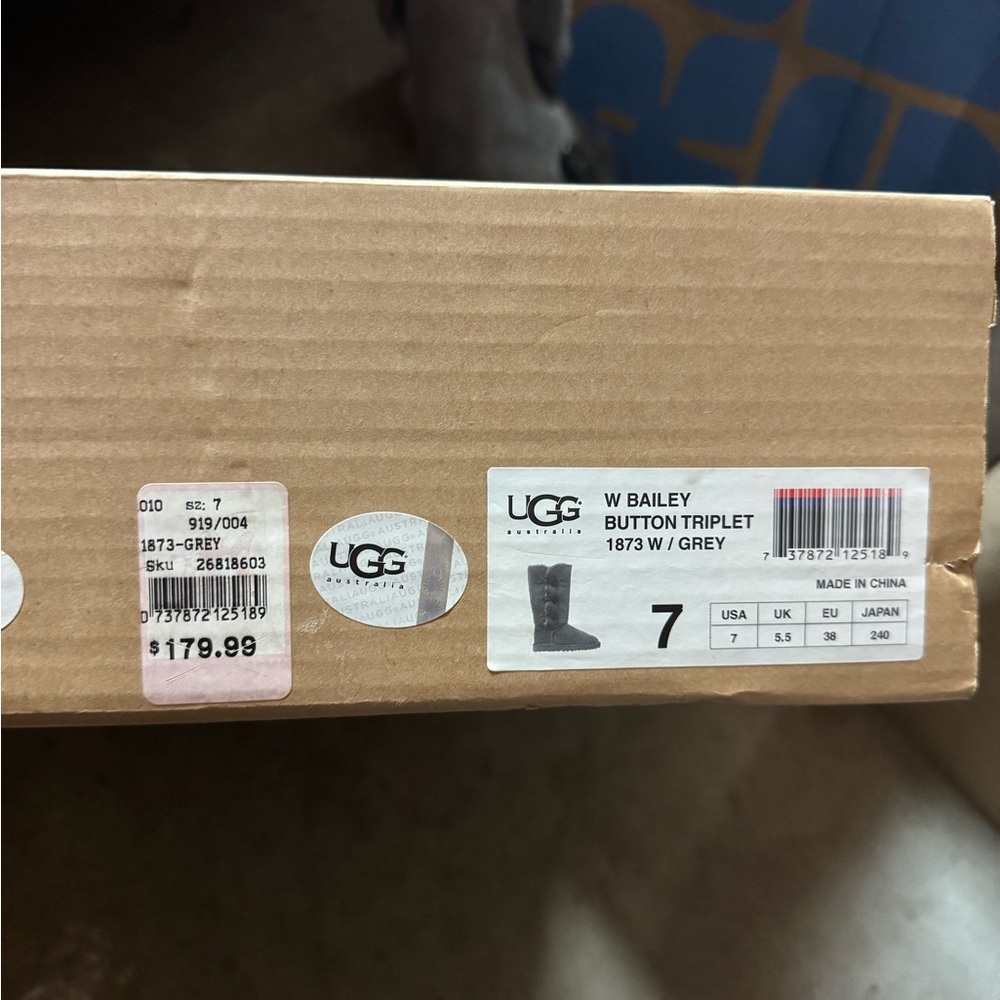 010 sz: 7
919/004
1873-GREY
Sku 26818603
0 737872125189
$179.99
UGG
australia
UGG
australia
W BAILEY
BUTTON TRIPLET
1873 W / GREY
7 37872 12518 9
MADE IN CHINA
7
USA UK EU JAPAN
7 5.5 38 240